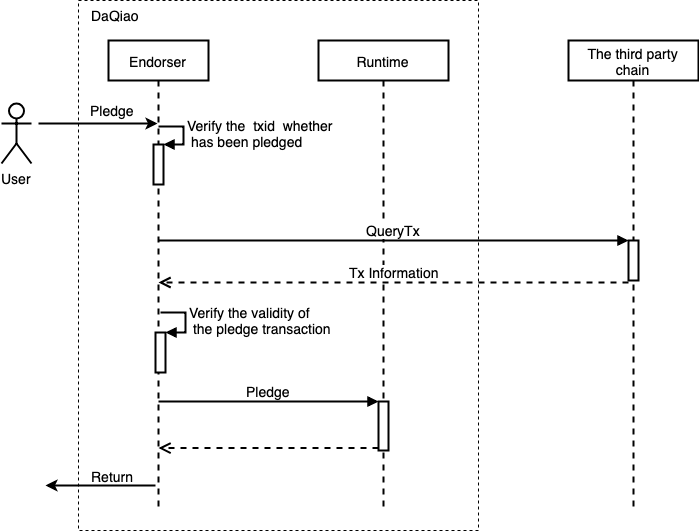 DaQiao
Endorser
Runtime
The third party
chain
Pledge
User
Verify the txid whether
has been pledged
QueryTx
Tx Information
Verify the validity of
the pledge transaction
Pledge
Return